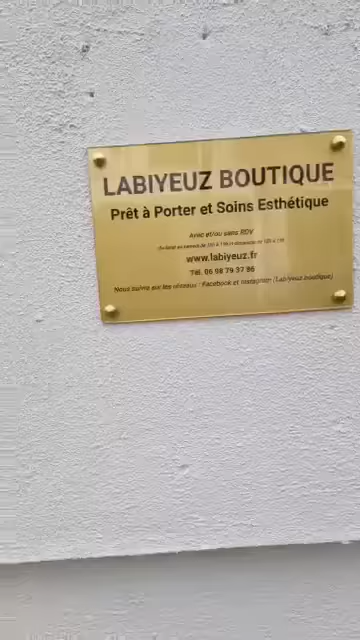 LABIYEUZ BOUTIQUE
Prêt à Porter et Soins Esthétique
Avec et/ou sans RDV
www.labiyeuz.fr
Tél. 06 98 79 37 86
Nous suivre sur les réseaux : Facebook et Instagram (Labiyeuz boutique)